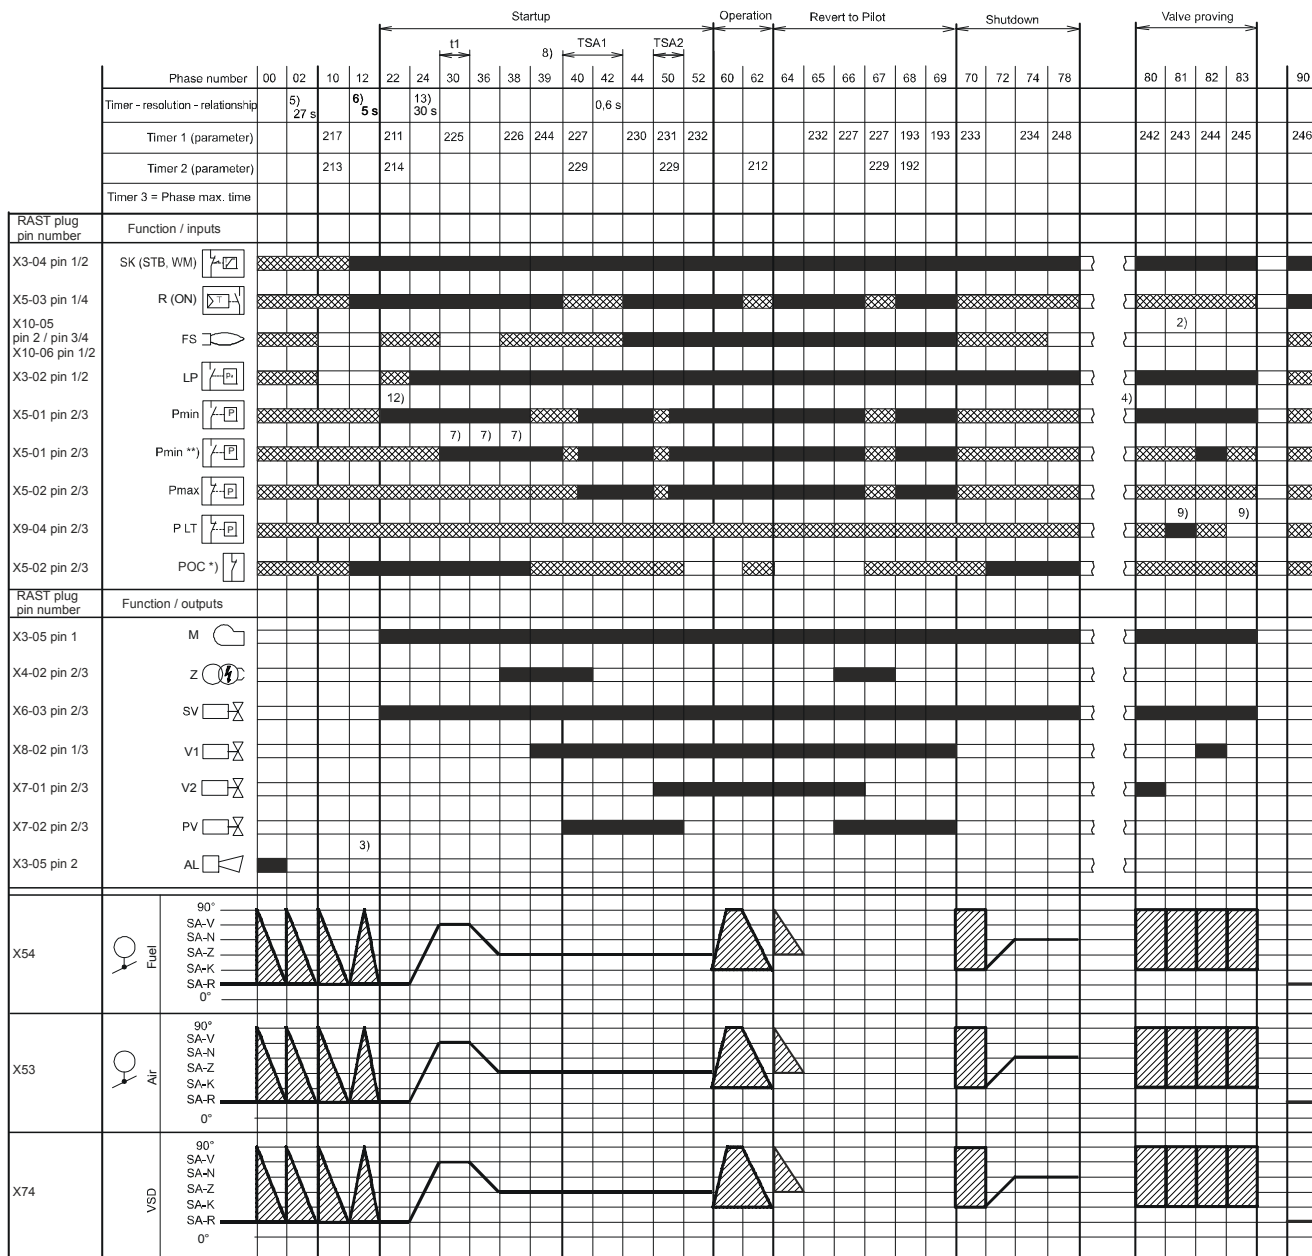 Startup Operation Revert to Pilot Shutdown Valve proving
t1 8) TSA1 TSA2
Phase number 00 02 10 12 22 24 30 36 38 39 40 42 44 50 52 60 62 64 65 66 67 68 69 70 72 74 78 80 81 82 83 90
Timer - resolution - relationship 5) 27 s 6) 5 s 13) 30 s 0,6 s
Timer 1 (parameter) 217 211 225 226 244 227 230 231 232 232 227 227 193 193 233 234 248 242 243 244 245 246
Timer 2 (parameter) 213 214 229 229 212 229 192
Timer 3 = Phase max. time
RAST plug
pin number
Function / inputs
X3-04 pin 1/2 SK (STB, WM)
X5-03 pin 1/4 R (ON) T
X10-05
pin 2 / pin 3/4
X10-06 pin 1/2
FS 2)
X3-02 pin 1/2 LP
12) 4)
X5-01 pin 2/3 Pmin P
7) 7) 7)
X5-01 pin 2/3 Pmin **) P
X5-02 pin 2/3 Pmax P
9) 9)
X9-04 pin 2/3 P LT P
X5-02 pin 2/3 POC *)
RAST plug
pin number
Function / outputs
X3-05 pin 1 M
X4-02 pin 2/3 Z
X6-03 pin 2/3 SV
X8-02 pin 1/3 V1
X7-01 pin 2/3 V2
X7-02 pin 2/3 PV
3)
X3-05 pin 2 AL
X54 Fuel
90°
SA-V
SA-N
SA-Z
SA-K
SA-R
0°
X53 Air
90°
SA-V
SA-N
SA-Z
SA-K
SA-R
0°
X74 VSD
90°
SA-V
SA-N
SA-Z
SA-K
SA-R
0°